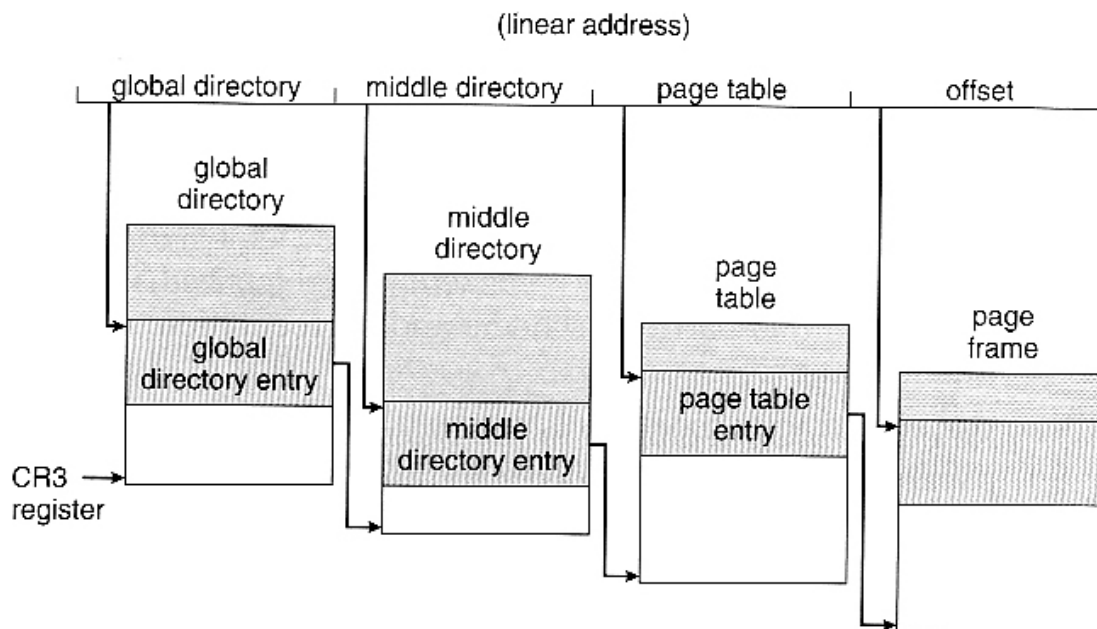 (linear address)
global directory
middle directory
page table
offset
global
directory
middle
directory
page
table
page
frame
global
directory entry
middle
directory entry
page table
entry
CR3
register